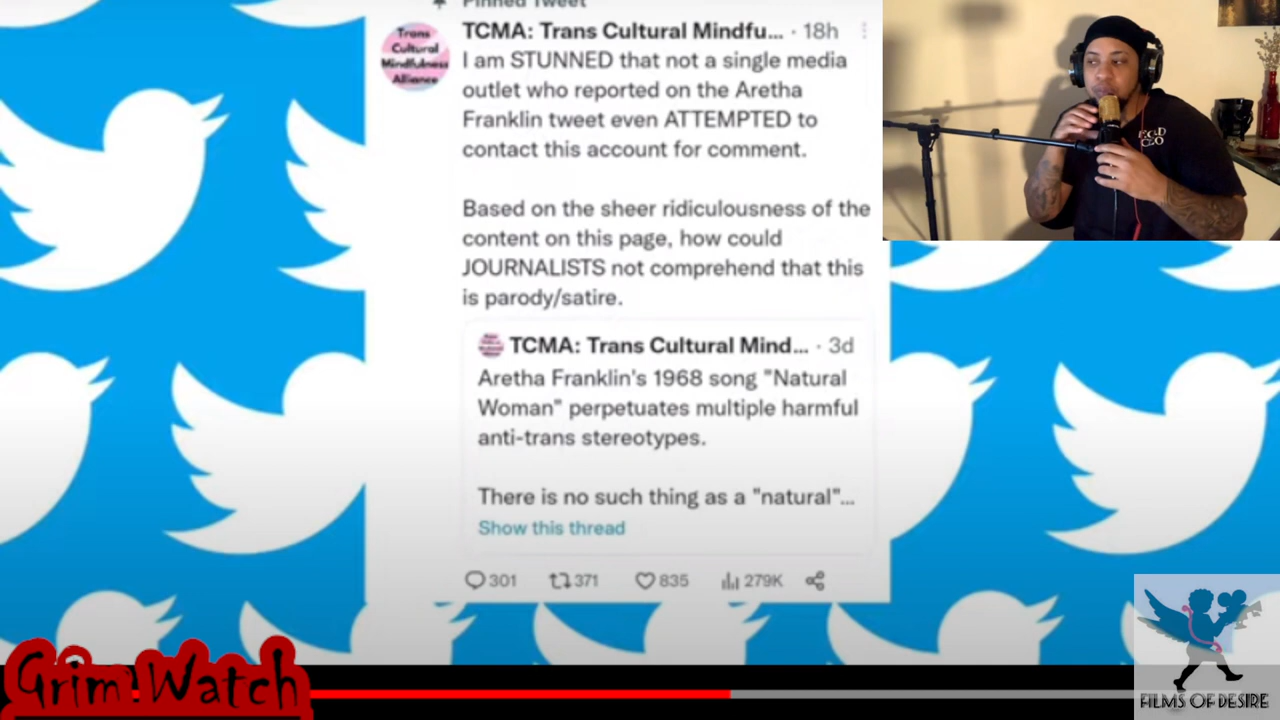 Pinned Tweet
TCMA: Trans Cultural Mindfu... · 18h
Trans
Cultural
Mindfulness
Alliance
I am STUNNED that not a single media
outlet who reported on the Aretha
Franklin tweet even ATTEMPTED to
contact this account for comment.
Based on the sheer ridiculousness of the
content on this page, how could
JOURNALISTS not comprehend that this
is parody/satire.
TCMA: Trans Cultural Mind... · 3d
Aretha Franklin's 1968 song "Natural
Woman" perpetuates multiple harmful
anti-trans stereotypes.
There is no such thing as a "natural"...
Show this thread
301 371 835 279K
CEO
Grim Watch
FILMS OF DESIRE